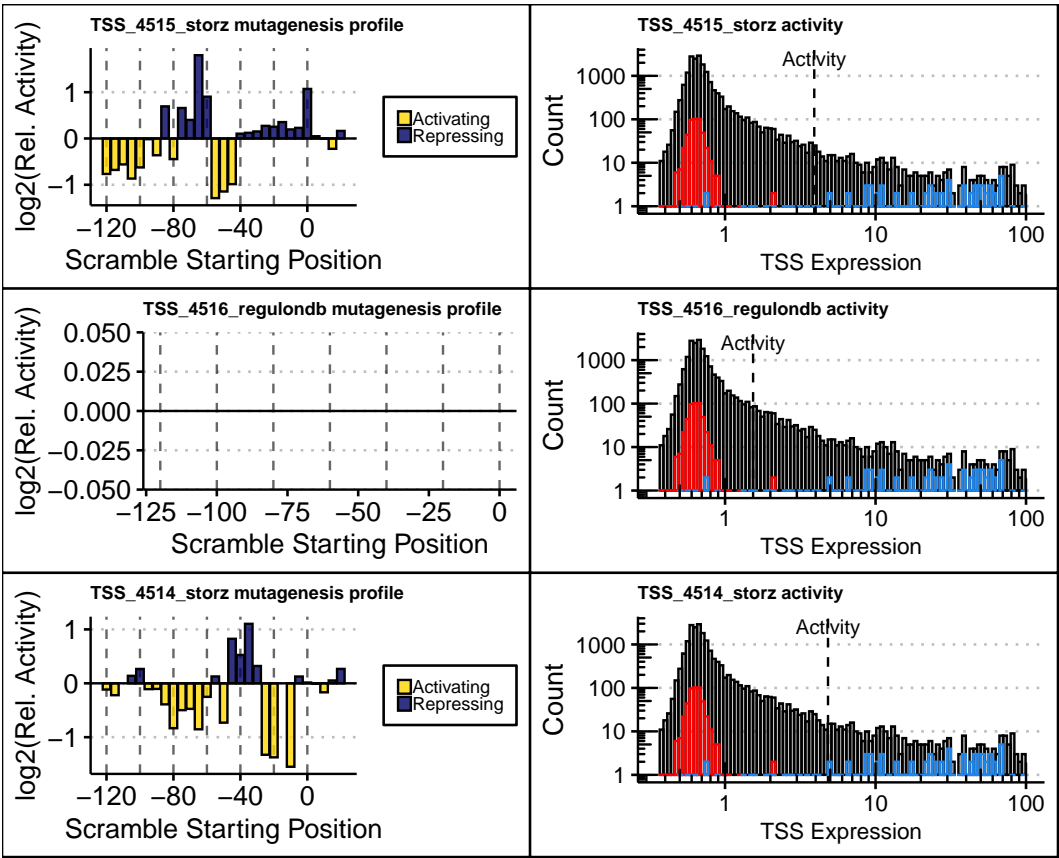 TSS_4515_storz mutagenesis profile
log2(Rel. Activity)
1
0
−1
−120
−80
−40
0
Scramble Starting Position
Activating
Repressing
TSS_4515_storz activity
Activity
Count
1000
100
10
1
1
10
100
TSS Expression
TSS_4516_regulondb mutagenesis profile
log2(Rel. Activity)
0.050
0.025
0.000
−0.025
−0.050
−125
−100
−75
−50
−25
0
Scramble Starting Position
TSS_4516_regulondb activity
Activity
Count
1000
100
10
1
1
10
100
TSS Expression
TSS_4514_storz mutagenesis profile
log2(Rel. Activity)
1
0
−1
−120
−80
−40
0
Scramble Starting Position
Activating
Repressing
TSS_4514_storz activity
Activity
Count
1000
100
10
1
1
10
100
TSS Expression